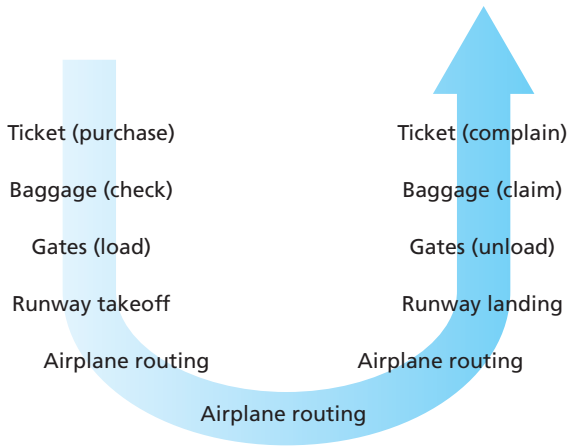 Ticket (purchase)
Baggage (check)
Gates (load)
Runway takeoff
Airplane routing
Airplane routing
Airplane routing
Runway landing
Gates (unload)
Baggage (claim)
Ticket (complain)